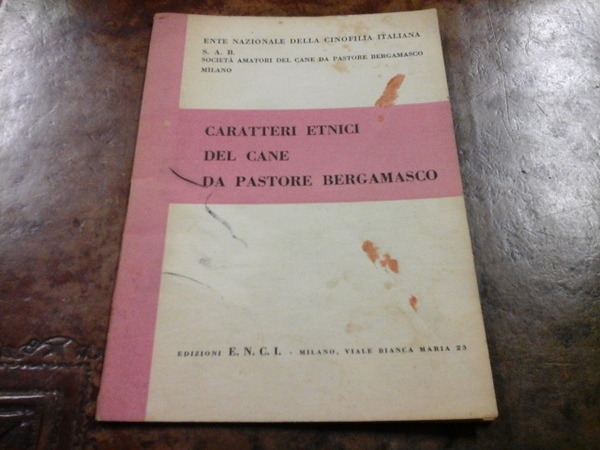 ENTE NAZIONALE DELLA CINOFILIA ITALIANA
S. A. B.
SOCIETÀ AMATORI DEL CANE DA PASTORE BERGAMASCO
MILANO
CARATTERI ETNICI
DEL CANE
DA PASTORE BERGAMASCO
EDIZIONI E. N. C. I. - MILANO, VIALE BIANCA MARIA 25